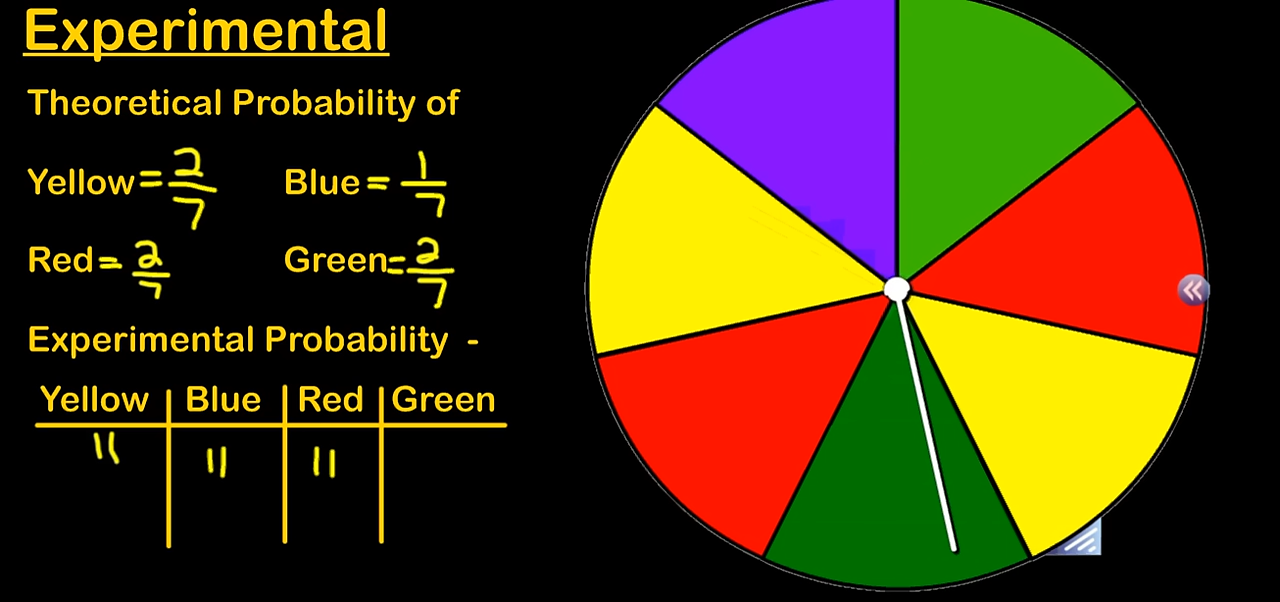 Experimental
Theoretical Probability of
Yellow = 2/7 Blue = 1/7
Red = 2/7 Green = 2/7
Experimental Probability -
Yellow Blue Red Green
|| || ||